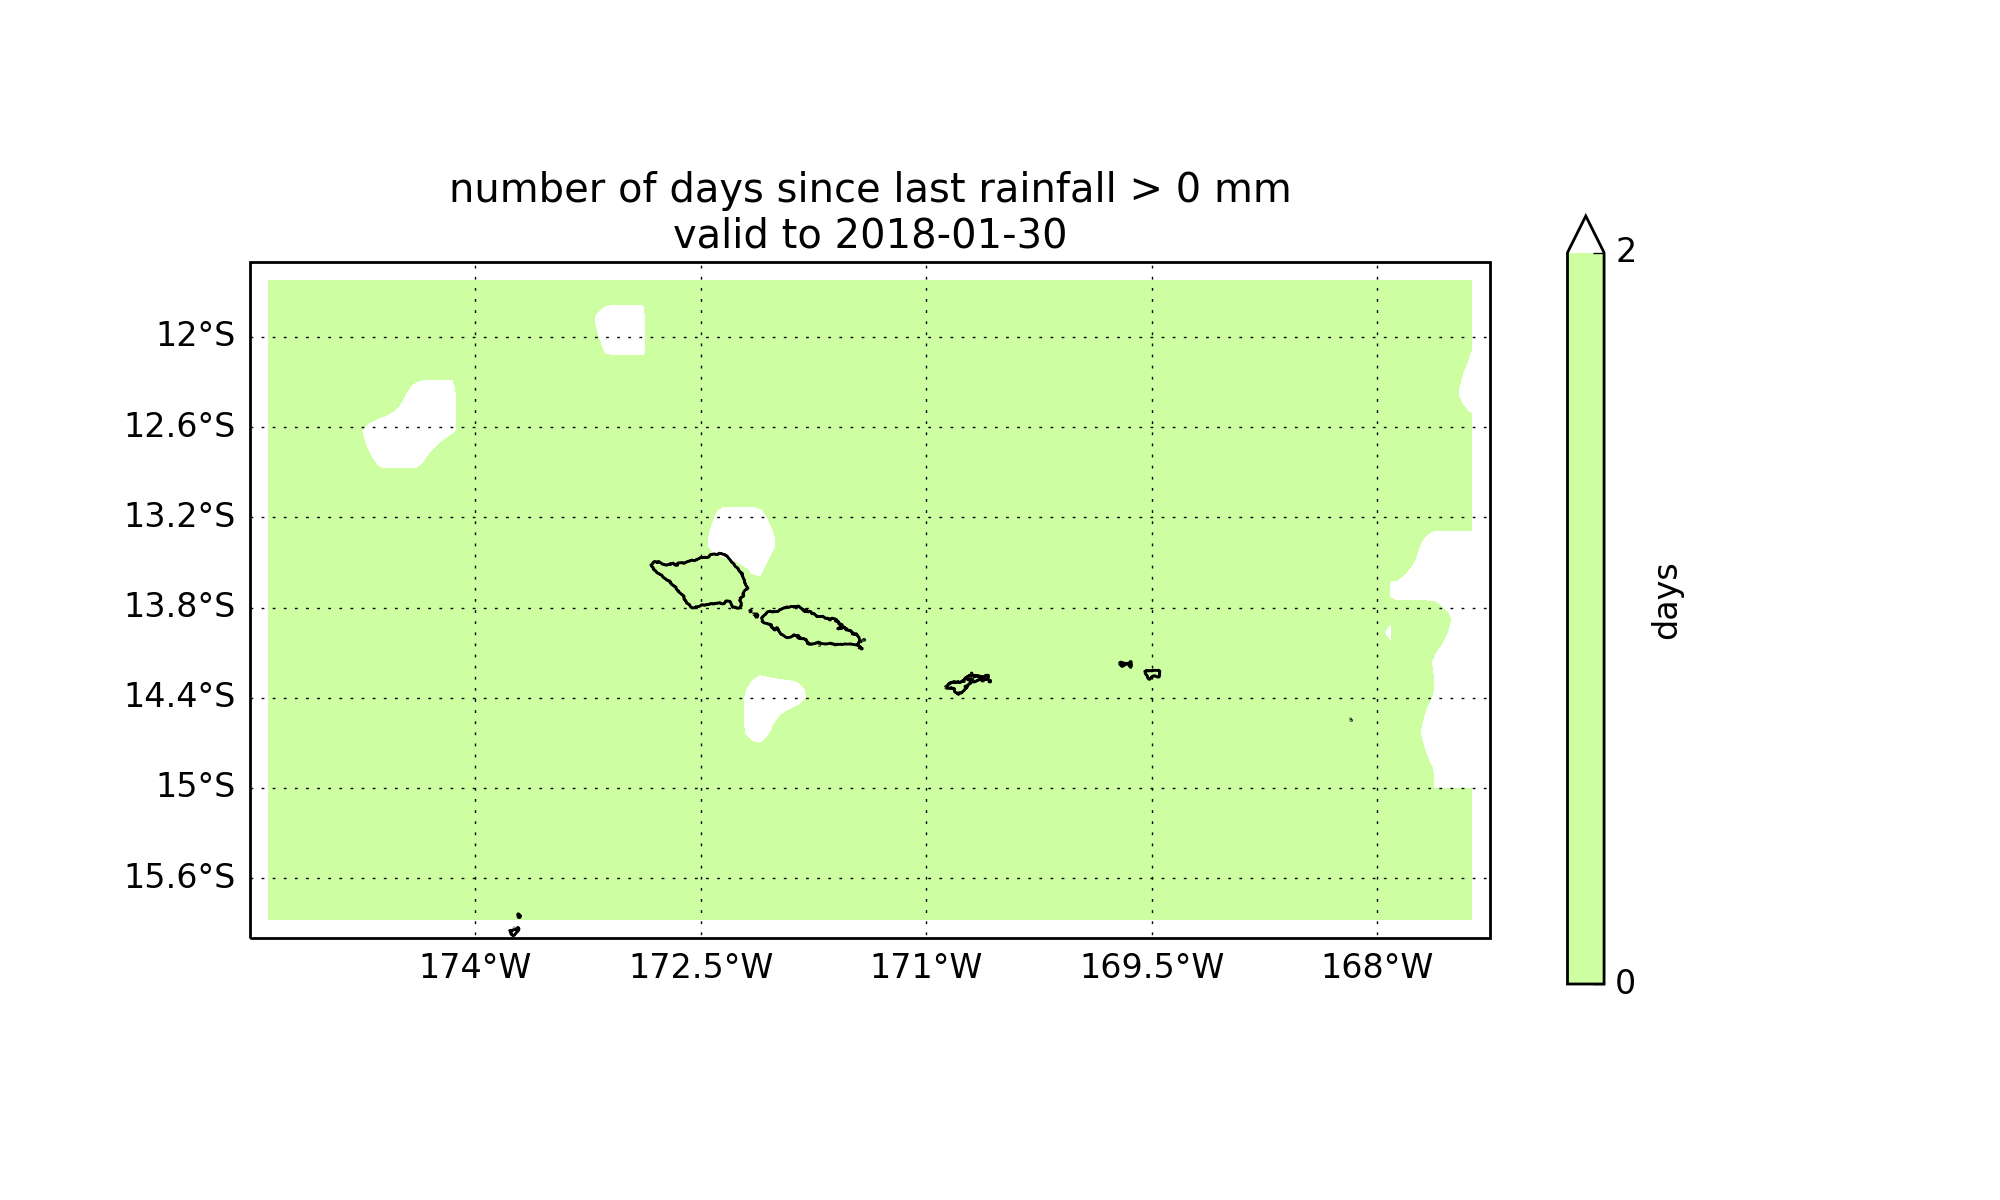 number of days since last rainfall > 0 mm
valid to 2018-01-30
2
12°S
12.6°S
13.2°S
13.8°S
14.4°S
15°S
15.6°S
days
0
174°W
172.5°W
171°W
169.5°W
168°W